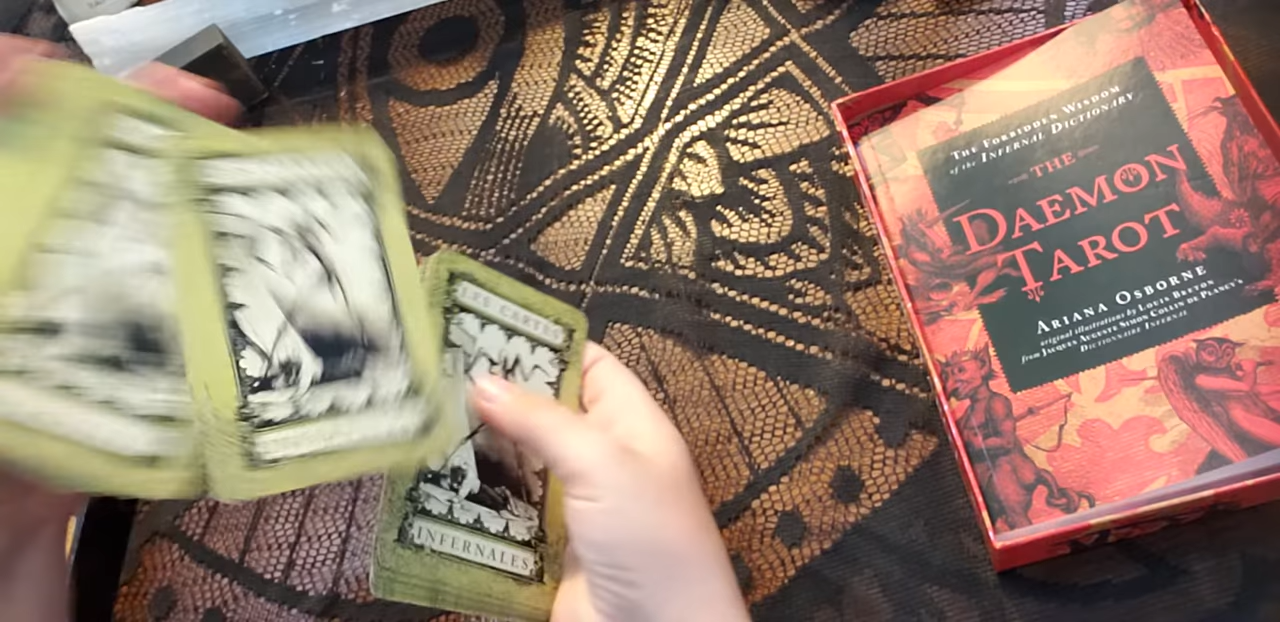 LES CARTES
INFERNALES
THE FORBIDDEN WISDOM
of the INFERNAL DICTIONARY
THE
DAEMON
TAROT
ARIANA OSBORNE
original illustrations by LOUIS BRETON
from JACQUES AUGUSTE SIMON COLLIN DE PLANCY'S
DICTIONNAIRE INFERNAL